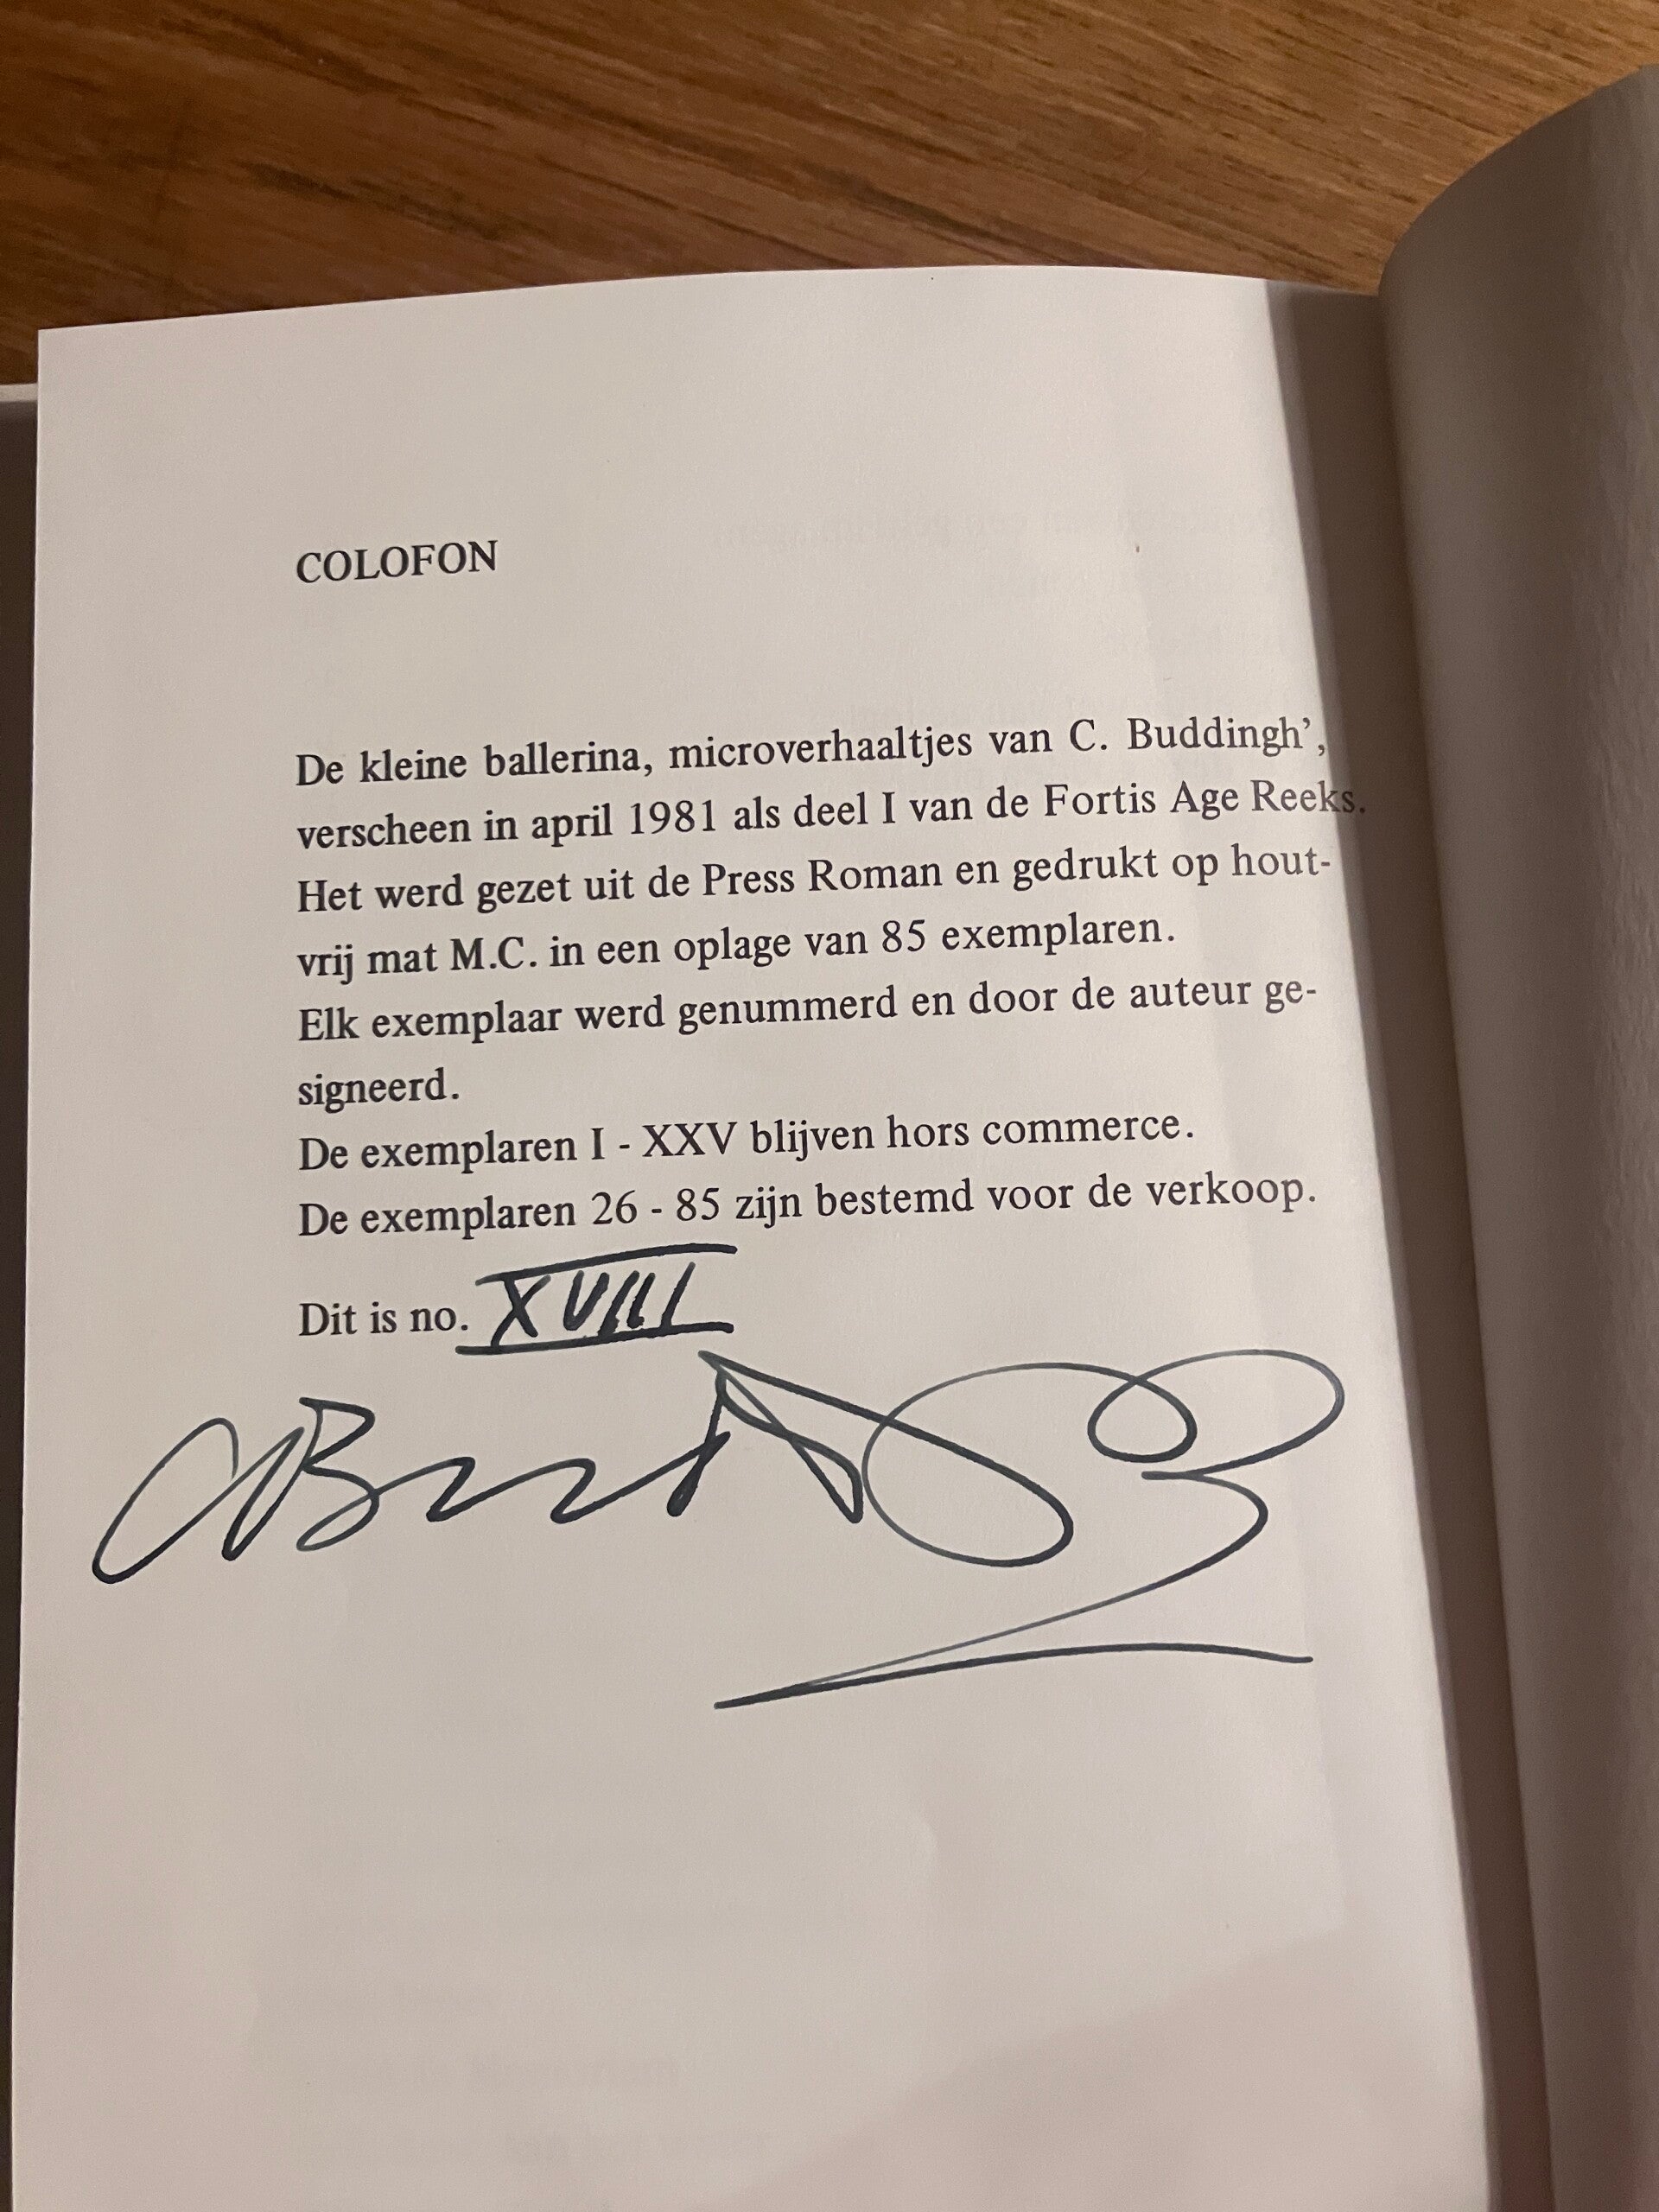 COLOFON
De kleine ballerina, microverhaaltjes van C. Buddingh',
verscheen in april 1981 als deel I van de Fortis Age Reeks.
Het werd gezet uit de Press Roman en gedrukt op hout-
vrij mat M.C. in een oplage van 85 exemplaren.
Elk exemplaar werd genummerd en door de auteur ge-
signeerd.
De exemplaren I - XXV blijven hors commerce.
De exemplaren 26 - 85 zijn bestemd voor de verkoop.
Dit is no. XVIII